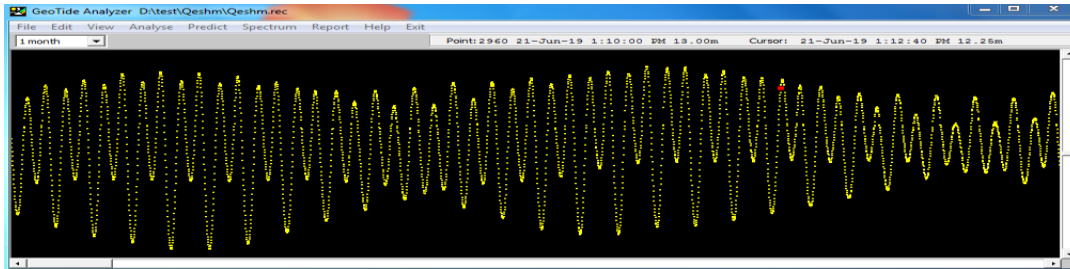 GeoTide Analyzer D:\test\Qeshm\Qeshm.rec
File Edit View Analyse Predict Spectrum Report Help Exit
1 month Point: 2960 21-Jun-19 1:10:00 PM 13.00m Cursor: 21-Jun-19 1:12:40 PM 12.25m